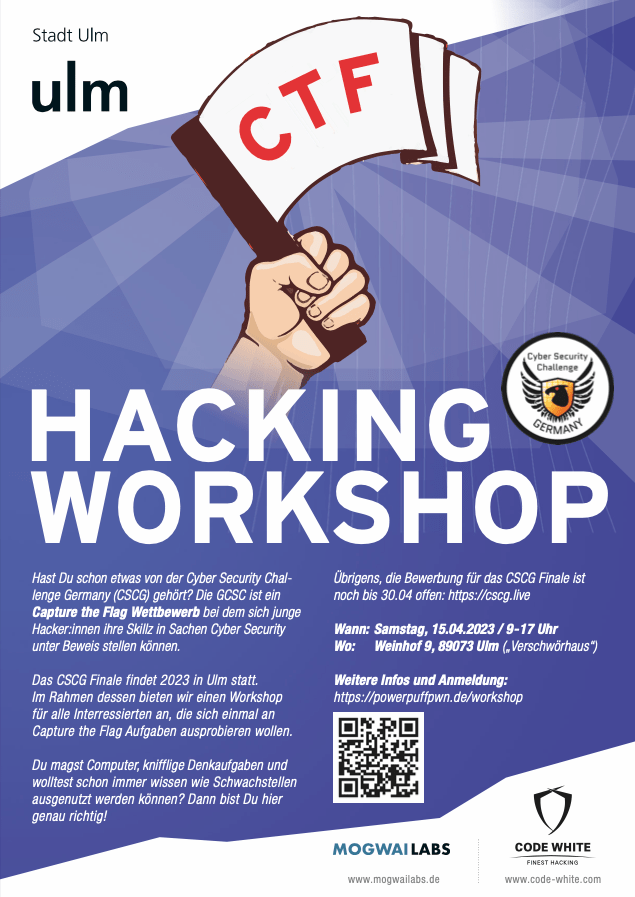 Stadt Ulm
ulm
CTF
Cyber Security
Challenge
GERMANY
HACKING
WORKSHOP
Hast Du schon etwas von der Cyber Security Chal-
lenge Germany (CSCG) gehört? Die GCSC ist ein
Capture the Flag Wettbewerb bei dem sich junge
Hacker:innen ihre Skillz in Sachen Cyber Security
unter Beweis stellen können.
Das CSCG Finale findet 2023 in Ulm statt.
Im Rahmen dessen bieten wir einen Workshop
für alle Interressierten an, die sich einmal an
Capture the Flag Aufgaben ausprobieren wollen.
Du magst Computer, knifflige Denkaufgaben und
wolltest schon immer wissen wie Schwachstellen
ausgenutzt werden können? Dann bist Du hier
genau richtig!
Übrigens, die Bewerbung für das CSCG Finale ist
noch bis 30.04 offen: https://cscg.live
Wann: Samstag, 15.04.2023 / 9-17 Uhr
Wo: Weinhof 9, 89073 Ulm („Verschwörhaus“)
Weitere Infos und Anmeldung:
https://powerpuffpwn.de/workshop
MOGWAI LABS
www.mogwailabs.de
CODE WHITE
FINEST HACKING
www.code-white.com